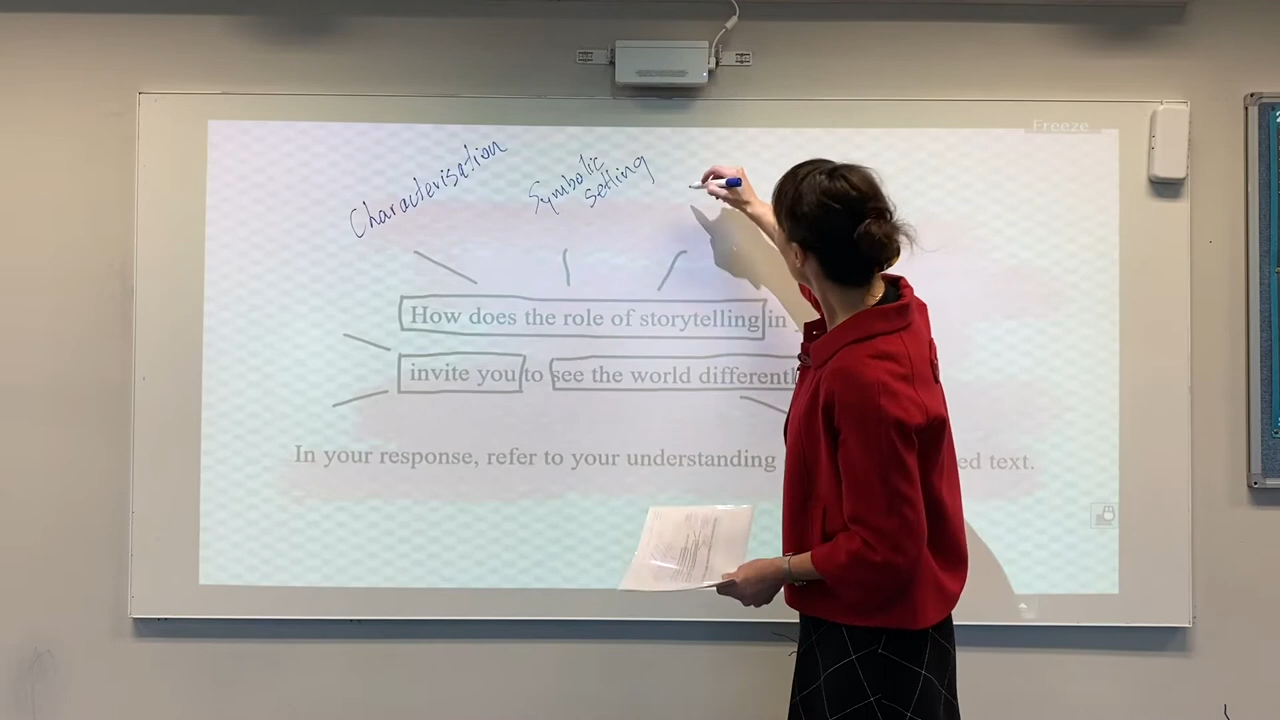 Freeze
Characterisation
Symbolic
setting
How does the role of storytelling in
invite you to see the world differentl
In your response, refer to your understanding ed text.